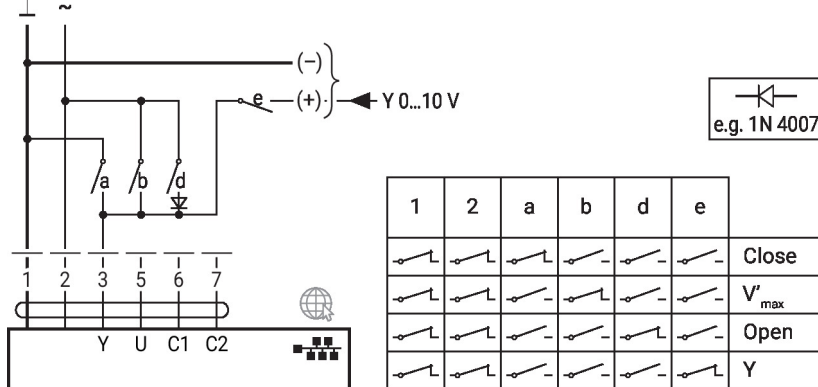 ⊥ ~
(–)
e (+) Y 0...10 V
e.g. 1N 4007
a b d
1 2 a b d e
Close
V'max
Open
Y
1 2 3 5 6 7
Y U C1 C2